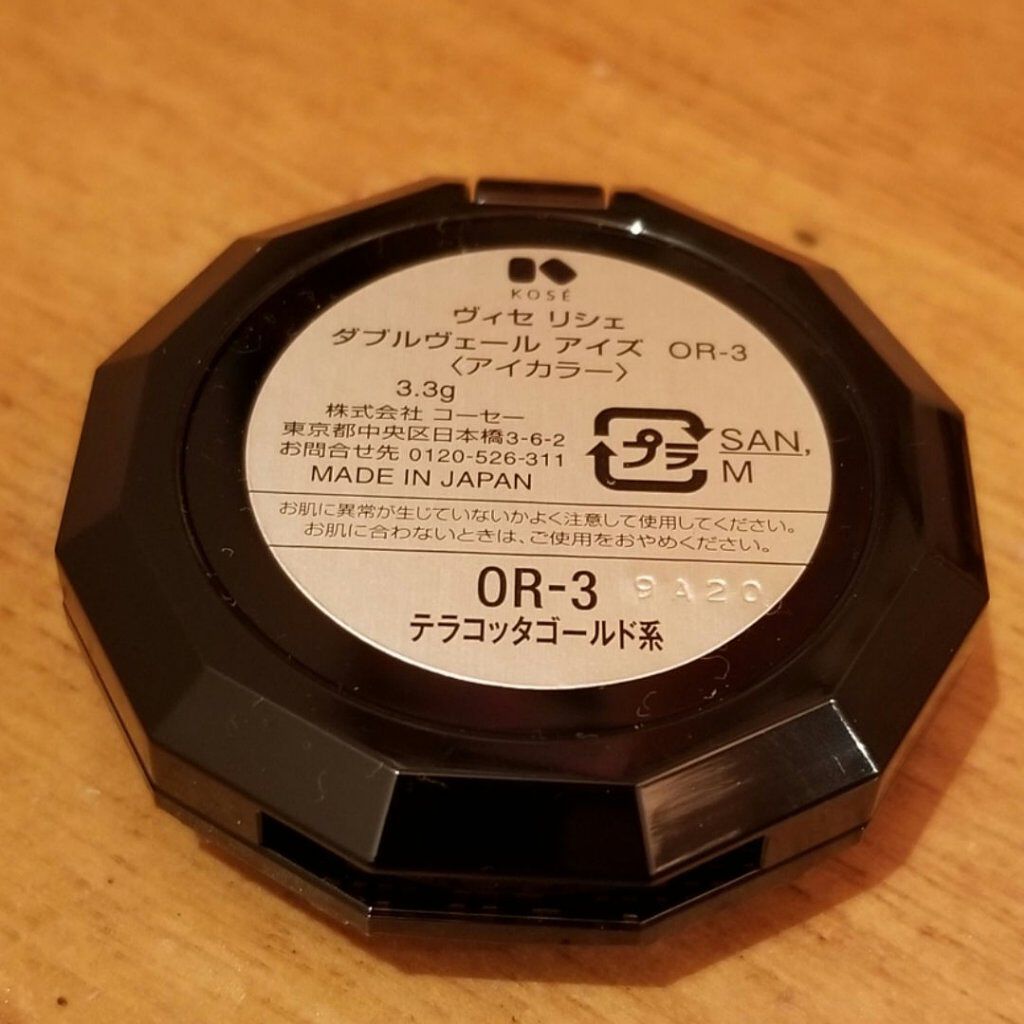 KOSÉ
ヴィセ リシェ
ダブルヴェール アイズ OR-3
〈アイカラー〉
3.3g
株式会社 コーセー
東京都中央区日本橋3-6-2
お問合せ先 0120-526-311
MADE IN JAPAN
プラ
SAN,
M
お肌に異常が生じていないかよく注意して使用してください。
お肌に合わないときは、ご使用をおやめください。
OR-3 9A20
テラコッタゴールド系